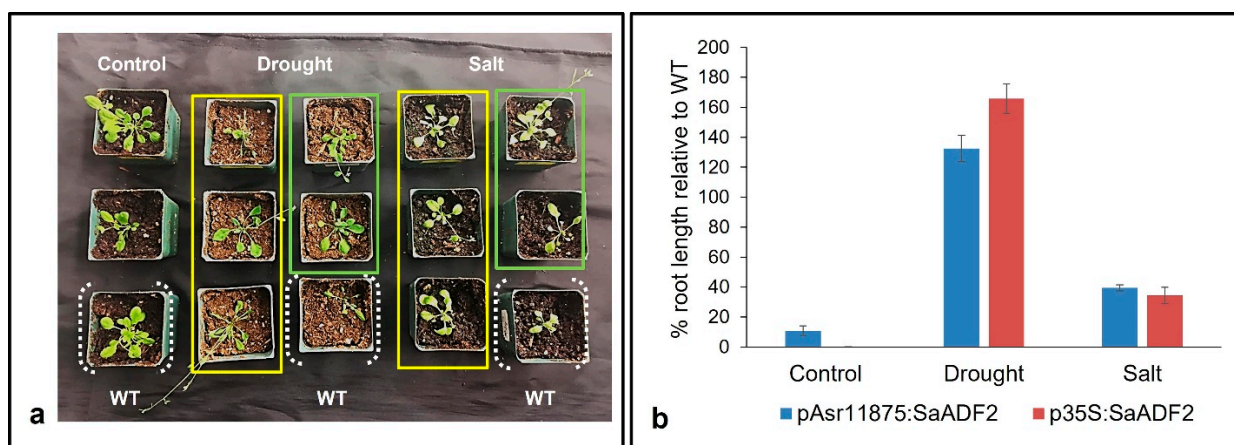 Control Drought Salt
WT WT WT
a
% root length relative to WT
200
180
160
140
120
100
80
60
40
20
0
Control Drought Salt
pAsr11875:SaADF2 p35S:SaADF2
b